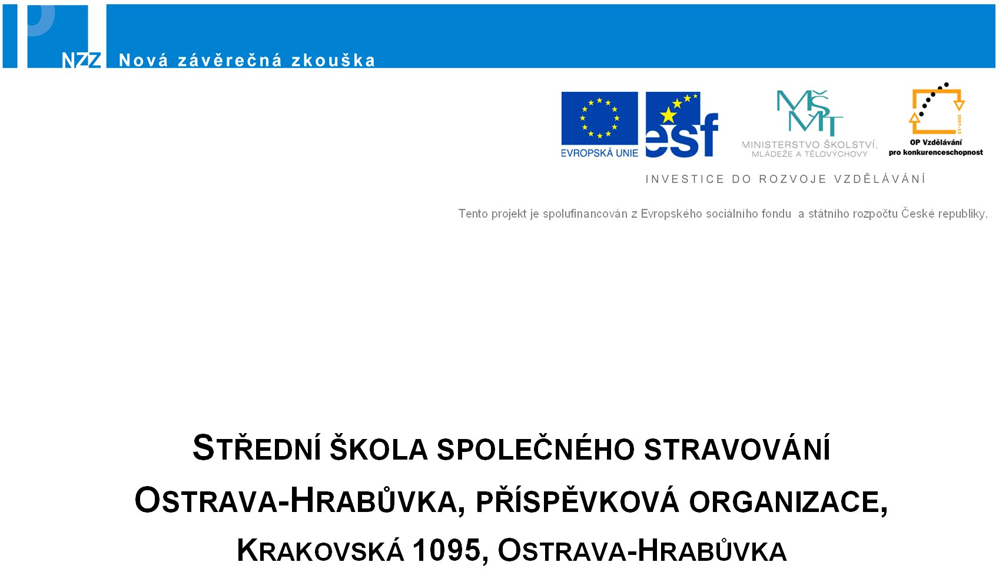 NZZ Nová závěrečná zkouška
EVROPSKÁ UNIE
esf
MŠMT
MINISTERSTVO ŠKOLSTVÍ,
MLÁDEŽE A TĚLOVÝCHOVY
2007-13
OP Vzdělávání
pro konkurenceschopnost
INVESTICE DO ROZVOJE VZDĚLÁVÁNÍ
Tento projekt je spolufinancován z Evropského sociálního fondu a státního rozpočtu České republiky.
STŘEDNÍ ŠKOLA SPOLEČNÉHO STRAVOVÁNÍ
OSTRAVA-HRABŮVKA, PŘÍSPĚVKOVÁ ORGANIZACE,
KRAKOVSKÁ 1095, OSTRAVA-HRABŮVKA